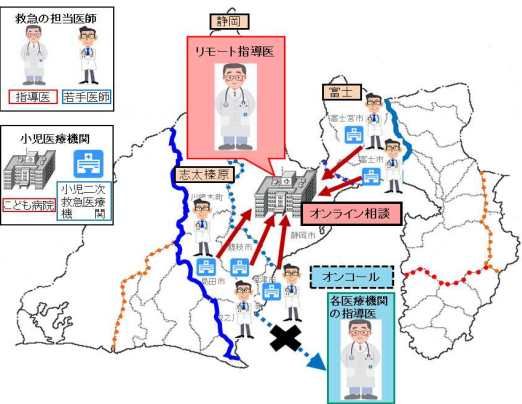 救急の担当医師
指導医
若手医師
小児医療機関
こども病院
小児二次
救急医療
機関
静岡
リモート指導医
富士
富士宮市
富士市
志太榛原
川根本町
オンライン相談
静岡市
藤枝市
島田市
焼津市
オンコール
各医療機関
の指導医